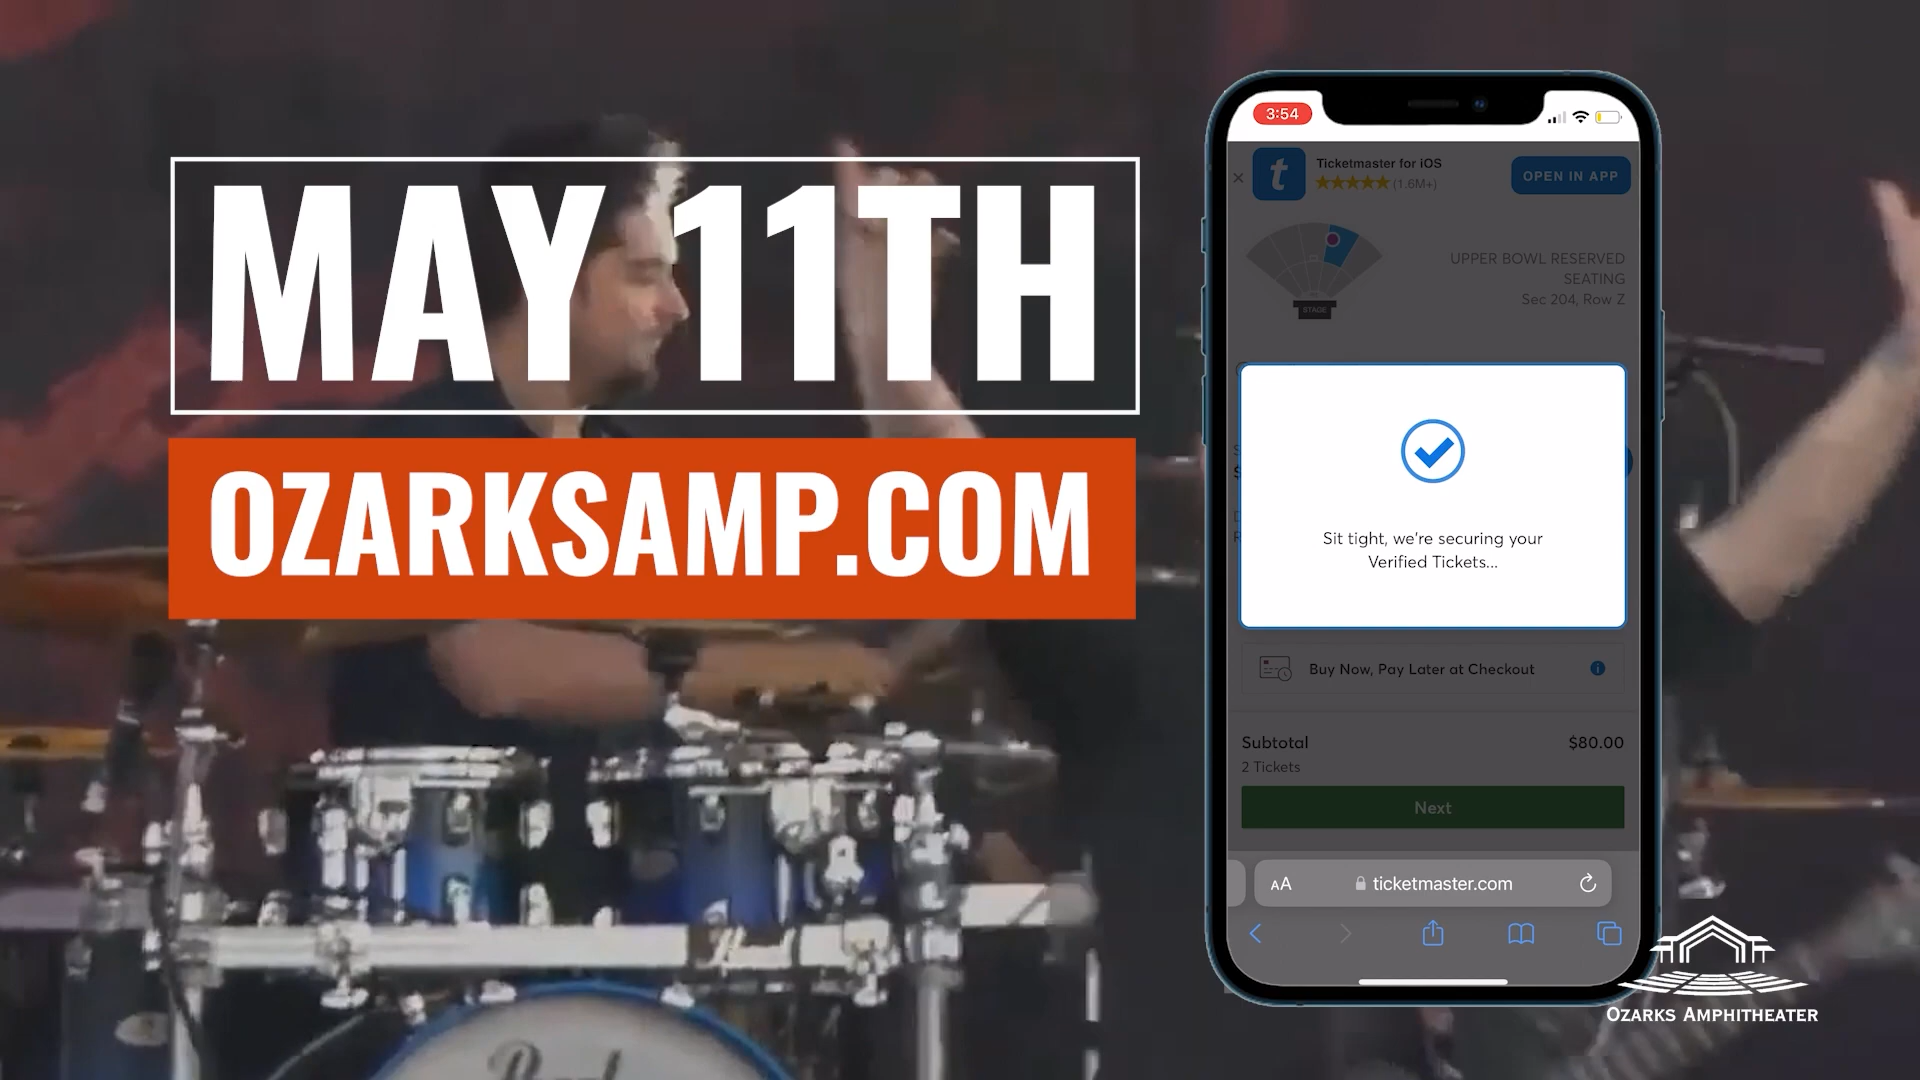 MAY 11TH
OZARKSAMP.COM
3:54
t
Ticketmaster for iOS
(1.6M+)
OPEN IN APP
UPPER BOWL RESERVED
SEATING
Sec 204, Row Z
STAGE
Sit tight, we're securing your
Verified Tickets...
Buy Now, Pay Later at Checkout
Subtotal
$80.00
2 Tickets
Next
AA
ticketmaster.com
OZARKS AMPHITHEATER
Pearl